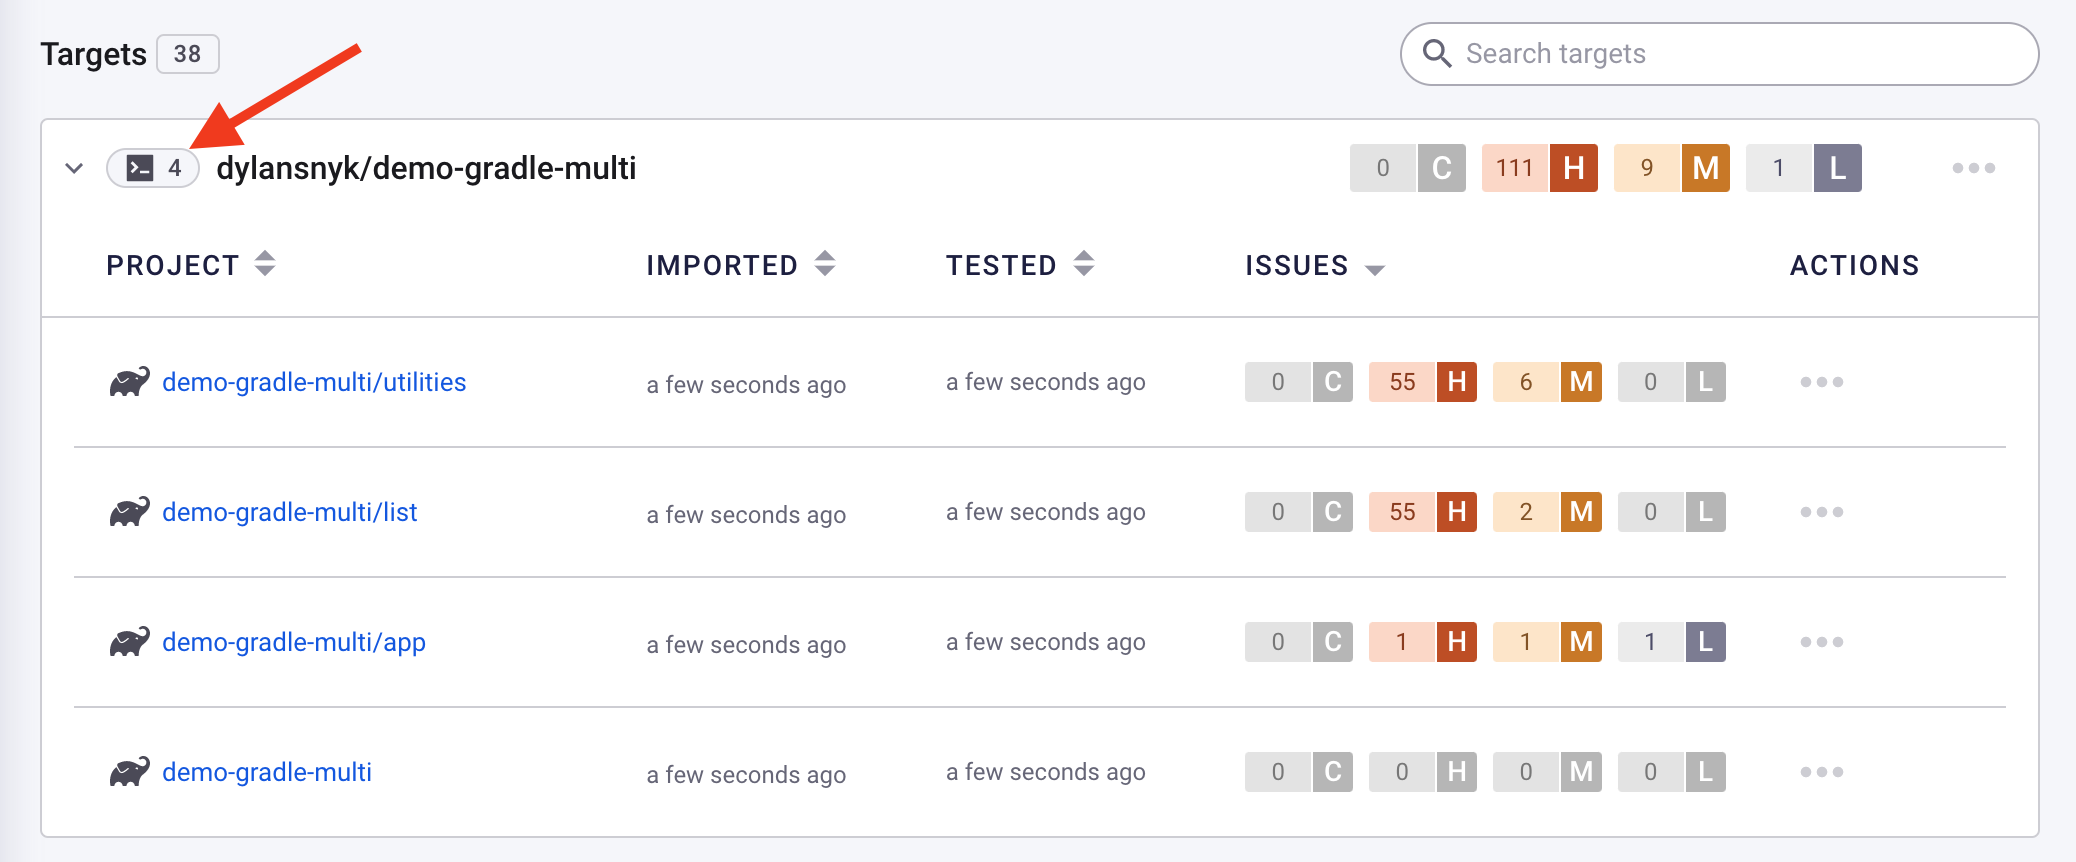 Targets 38 Search targets
4 dylansnyk/demo-gradle-multi 0 C 111 H 9 M 1 L
PROJECT IMPORTED TESTED ISSUES ACTIONS
demo-gradle-multi/utilities a few seconds ago a few seconds ago 0 C 55 H 6 M 0 L
demo-gradle-multi/list a few seconds ago a few seconds ago 0 C 55 H 2 M 0 L
demo-gradle-multi/app a few seconds ago a few seconds ago 0 C 1 H 1 M 1 L
demo-gradle-multi a few seconds ago a few seconds ago 0 C 0 H 0 M 0 L